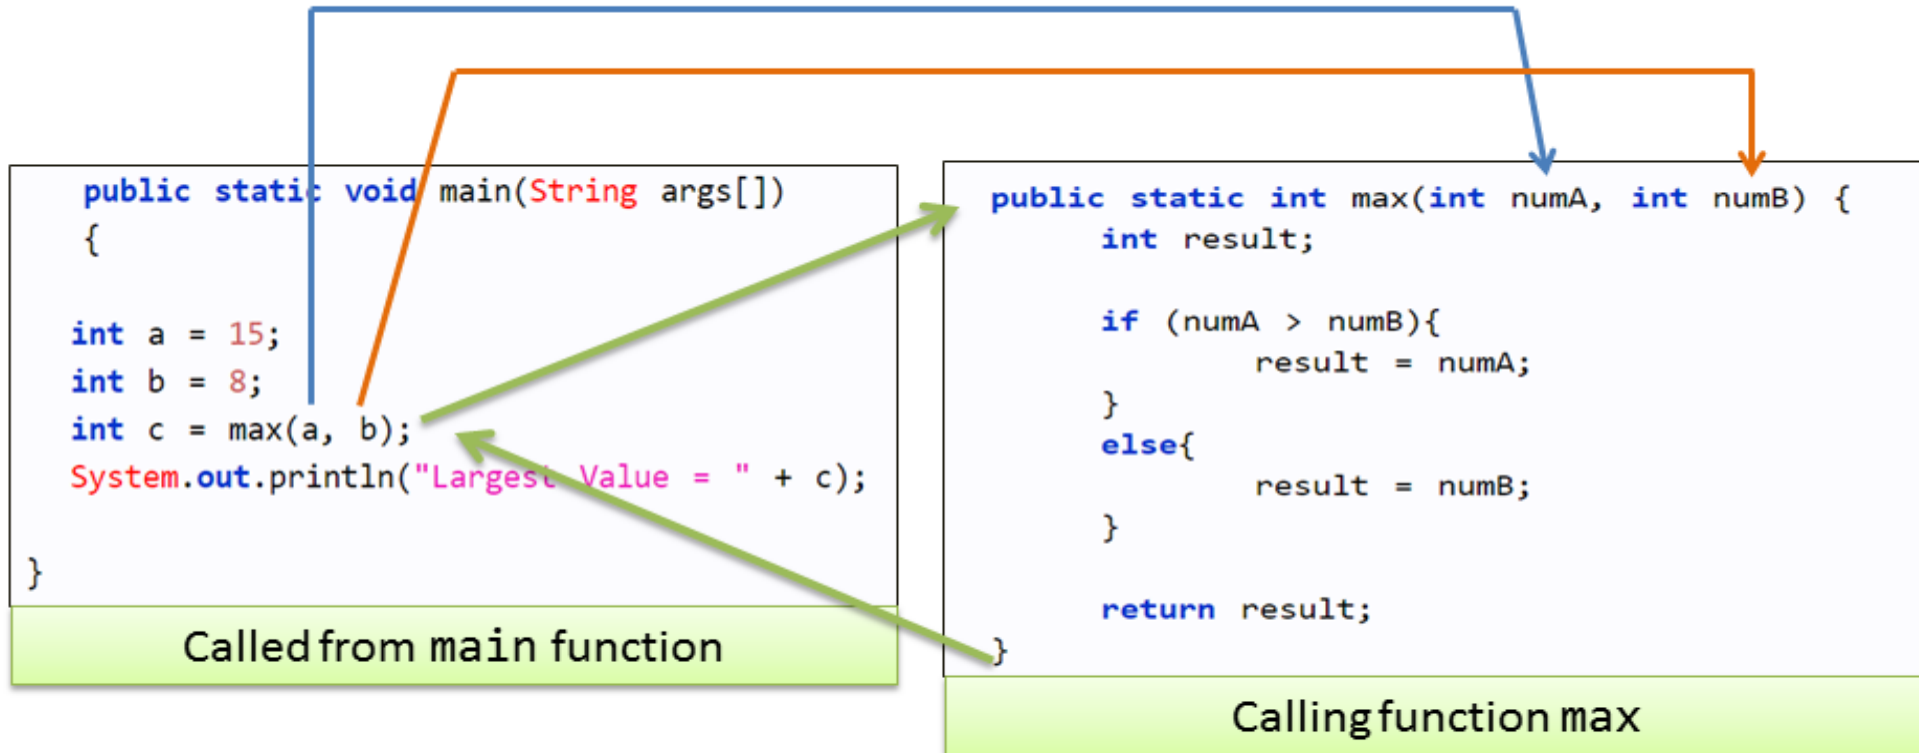 public static void main(String args[])
{
int a = 15;
int b = 8;
int c = max(a, b);
System.out.println("Largest Value = " + c);
}
Called from main function
public static int max(int numA, int numB) {
int result;
if (numA > numB){
result = numA;
}
else{
result = numB;
}
return result;
}
Calling function max